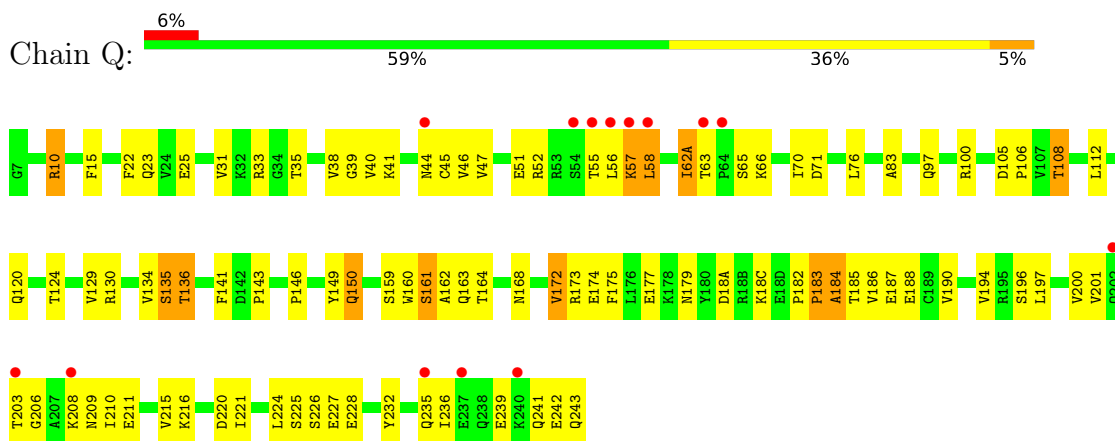 6%
Chain Q:
59% 36% 5%
G7 R10 F15 F22 Q23 V24 E25 V31 K32 R33 G34 T35 V38 G39 V40 K41 N44 C45 V46 V47 E51 R52 R53 S54 T55 L56 K57 L58 I62A T63 P64 S65 K66 I70 D71 L76 A83 Q97 R100 D105 P106 V107 T108 L112
Q120 T124 V129 R130 V134 S135 T136 F141 D142 P143 P146 Y149 Q150 S159 W160 S161 A162 Q163 T164 N168 V172 R173 E174 F175 L176 E177 K178 N179 Y180 D18A R18B K18C E18D P182 P183 A184 T185 V186 E187 E188 C189 V190 V194 R195 S196 L197 V200 V201
T203 G206 A207 K208 N209 I210 E211 V215 K216 D220 I221 L224 S225 S226 E227 E228 Y232 Q235 I236 E237 Q238 E239 K240 Q241 E242 Q243